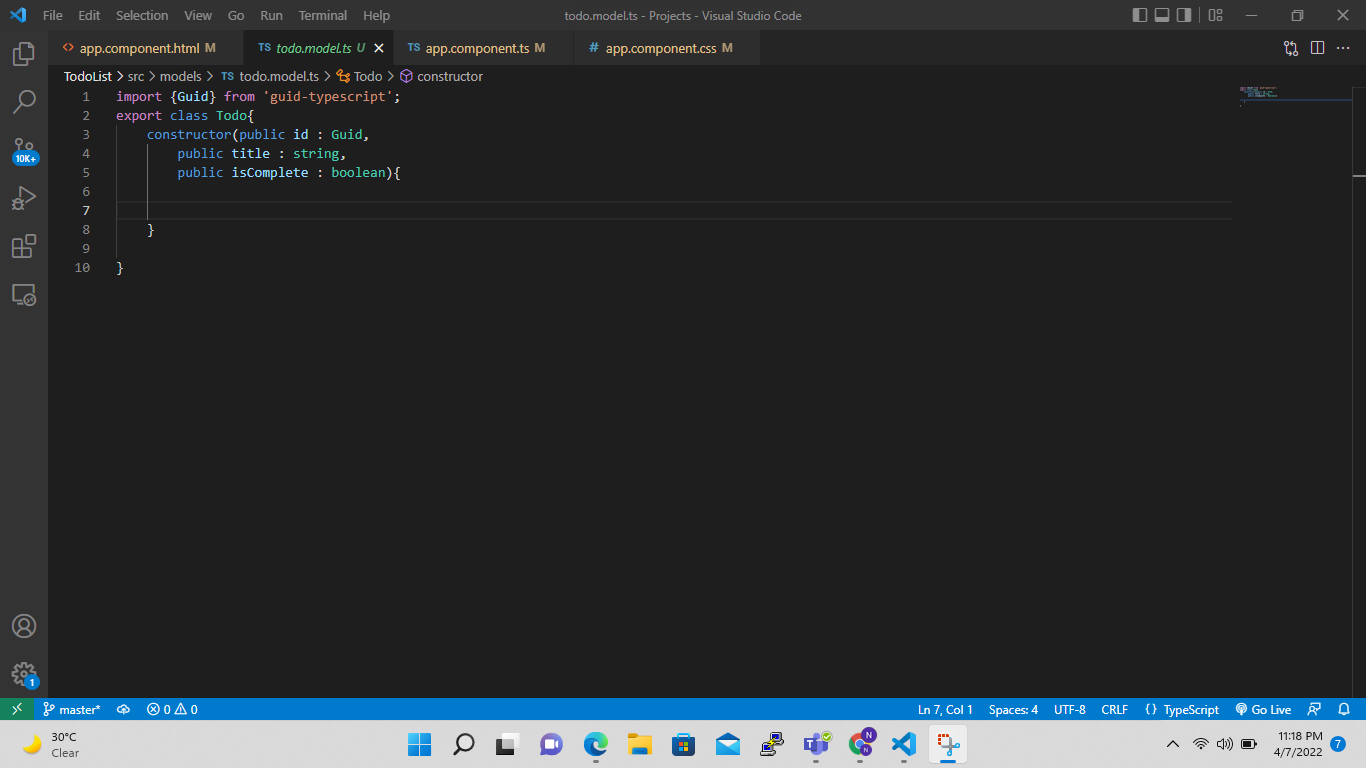 File Edit Selection View Go Run Terminal Help
todo.model.ts - Projects - Visual Studio Code
<> app.component.html M
TS todo.model.ts U
TS app.component.ts M
# app.component.css M
TodoList > src > models > TS todo.model.ts > Todo > constructor
1 import {Guid} from 'guid-typescript';
2 export class Todo{
3 constructor(public id : Guid,
4 public title : string,
5 public isComplete : boolean){
6
7
8 }
9
10 }
10K+
1
master* 0 0
Ln 7, Col 1 Spaces: 4 UTF-8 CRLF {} TypeScript Go Live
30°C
Clear
N
N
11:18 PM
4/7/2022
7